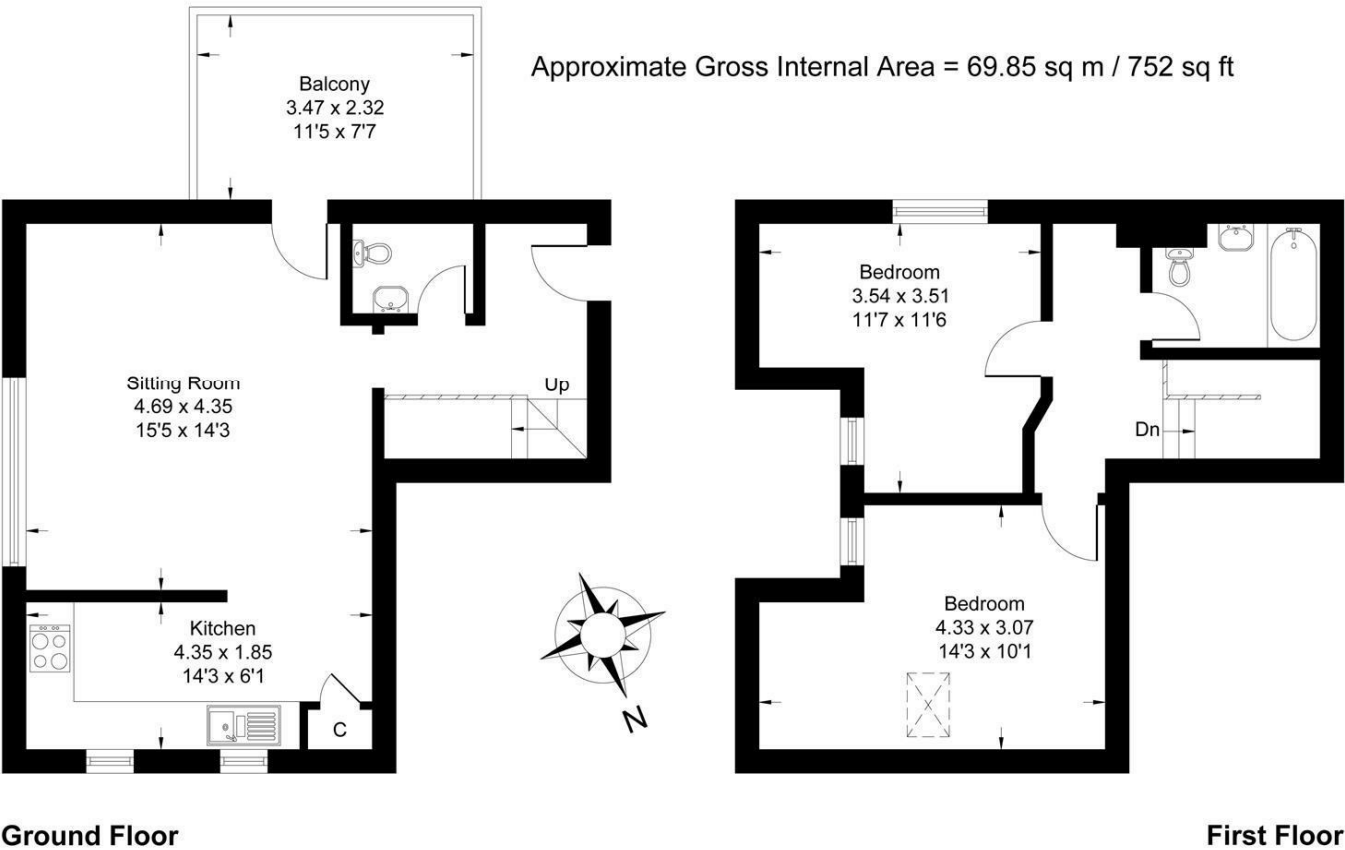 Approximate Gross Internal Area = 69.85 sq m / 752 sq ft
Balcony
3.47 x 2.32
11'5 x 7'7
Sitting Room
4.69 x 4.35
15'5 x 14'3
Up
Kitchen
4.35 x 1.85
14'3 x 6'1
C
N
Bedroom
3.54 x 3.51
11'7 x 11'6
Dn
Bedroom
4.33 x 3.07
14'3 x 10'1
Ground Floor
First Floor